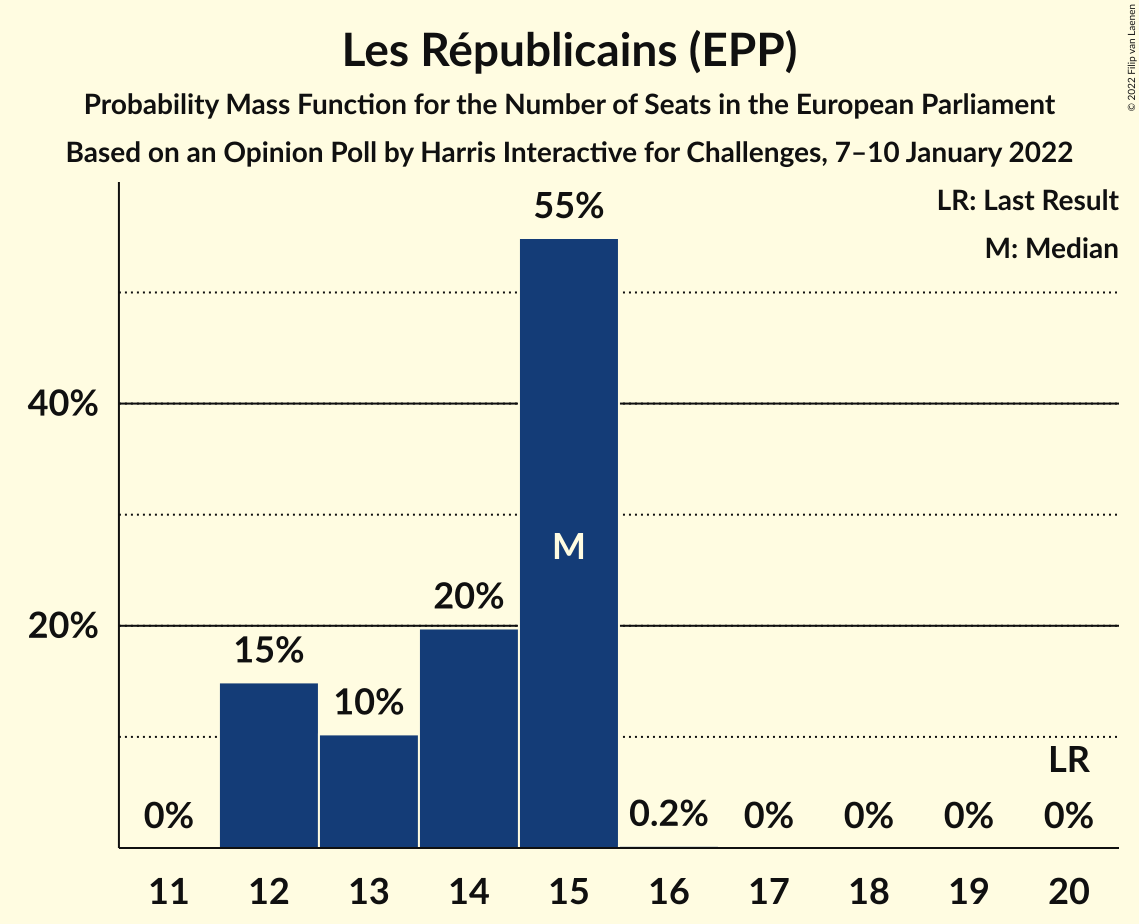 Les Républicains (EPP)
Probability Mass Function for the Number of Seats in the European Parliament
Based on an Opinion Poll by Harris Interactive for Challenges, 7–10 January 2022
© 2022 Filip van Laenen
LR: Last Result
M: Median
55%
40%
M
20%
20%
15%
10%
LR
0%
0.2%
0%
0%
0%
0%
11 12 13 14 15 16 17 18 19 20